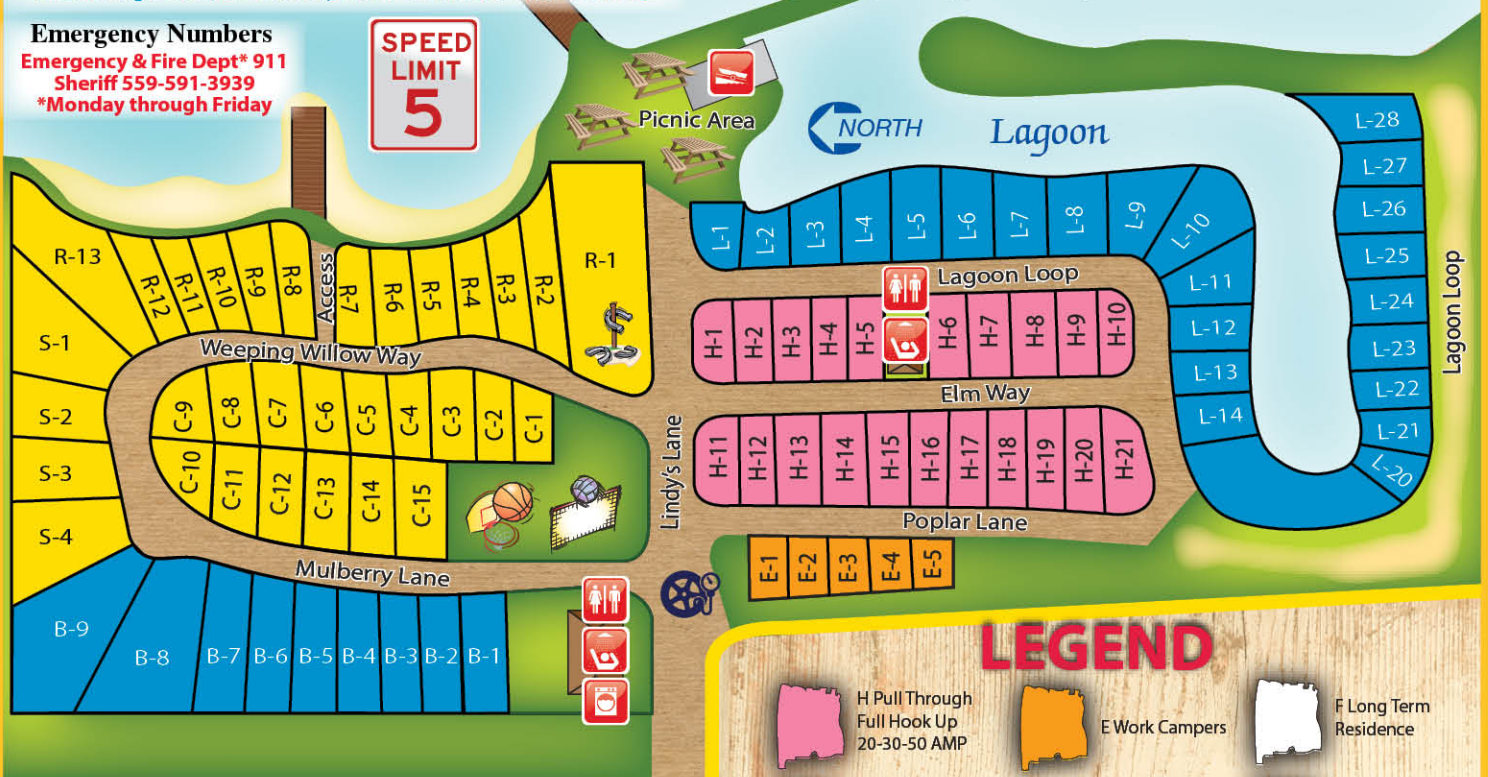 Emergency Numbers
Emergency & Fire Dept* 911
Sheriff 559-591-3939
*Monday through Friday
SPEED
LIMIT
5
Picnic Area
NORTH
Lagoon
L-28
L-27
L-26
L-25
L-24
L-23
L-22
L-21
L-20
Lagoon Loop
L-1
L-2
L-3
L-4
L-5
L-6
L-7
L-8
L-9
L-10
L-11
L-12
L-13
L-14
Lagoon Loop
R-13
R-12
R-11
R-10
R-9
R-8
Access
R-7
R-6
R-5
R-4
R-3
R-2
R-1
S-1
S-2
S-3
S-4
Weeping Willow Way
C-9
C-8
C-7
C-6
C-5
C-4
C-3
C-2
C-1
C-10
C-11
C-12
C-13
C-14
C-15
Mulberry Lane
Lindy's Lane
H-1
H-2
H-3
H-4
H-5
H-6
H-7
H-8
H-9
H-10
Elm Way
H-11
H-12
H-13
H-14
H-15
H-16
H-17
H-18
H-19
H-20
H-21
Poplar Lane
E-1
E-2
E-3
E-4
E-5
B-9
B-8
B-7
B-6
B-5
B-4
B-3
B-2
B-1
LEGEND
H Pull Through
Full Hook Up
20-30-50 AMP
E Work Campers
F Long Term
Residence